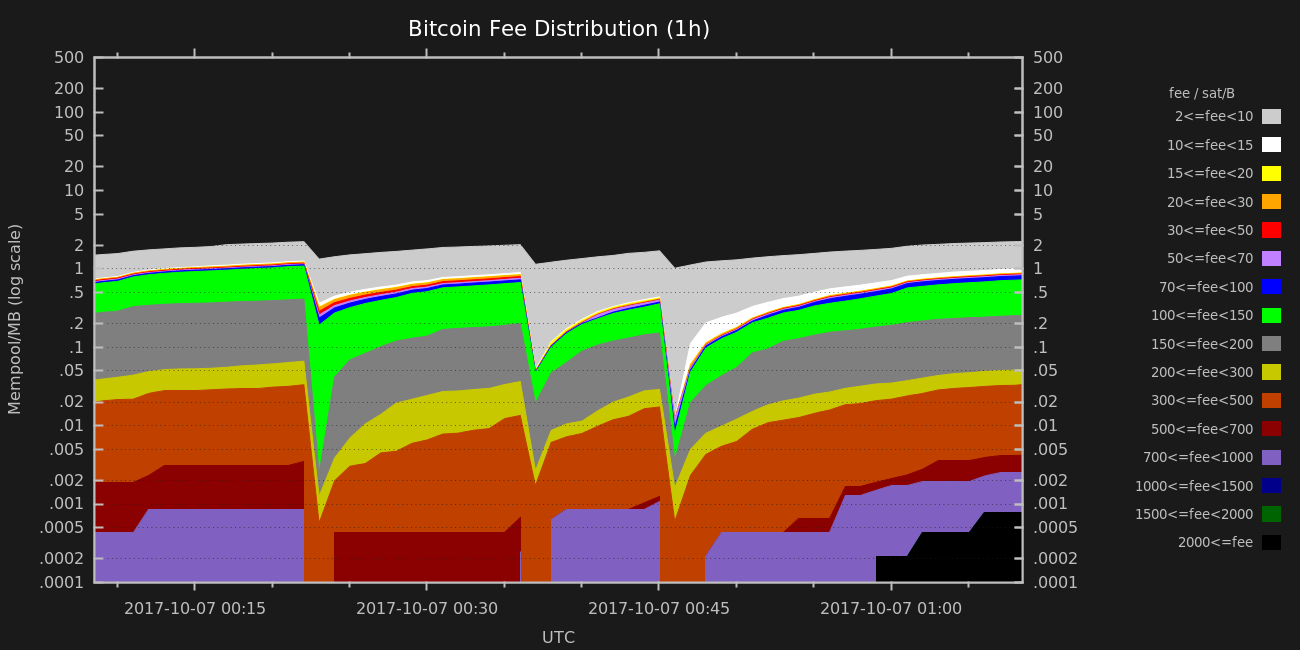 Bitcoin Fee Distribution (1h)
Mempool/MB (log scale)
500
200
100
50
20
10
5
2
1
.5
.2
.1
.05
.02
.01
.005
.002
.001
.0005
.0002
.0001
500
200
100
50
20
10
5
2
1
.5
.2
.1
.05
.02
.01
.005
.002
.001
.0005
.0002
.0001
2017-10-07 00:15 2017-10-07 00:30 2017-10-07 00:45 2017-10-07 01:00
UTC
fee / sat/B
2<=fee<10
10<=fee<15
15<=fee<20
20<=fee<30
30<=fee<50
50<=fee<70
70<=fee<100
100<=fee<150
150<=fee<200
200<=fee<300
300<=fee<500
500<=fee<700
700<=fee<1000
1000<=fee<1500
1500<=fee<2000
2000<=fee